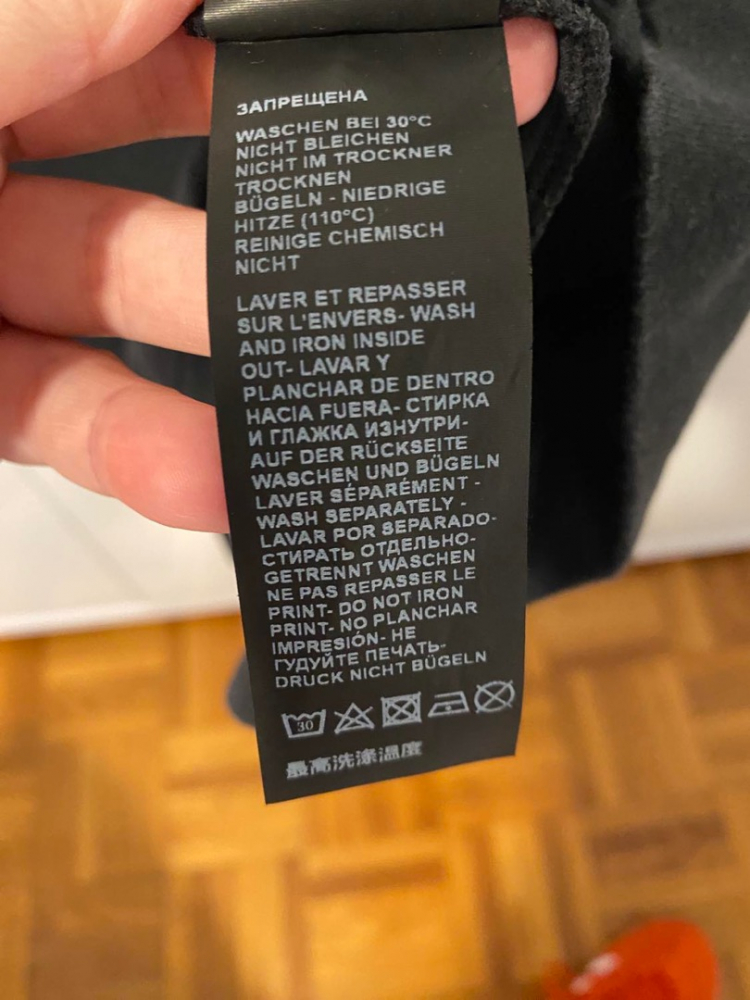 ЗАПРЕЩЕНА
WASCHEN BEI 30°C
NICHT BLEICHEN
NICHT IM TROCKNER
TROCKNEN
BÜGELN - NIEDRIGE
HITZE (110°C)
REINIGE CHEMISCH
NICHT
LAVER ET REPASSER
SUR L'ENVERS- WASH
AND IRON INSIDE
OUT- LAVAR Y
PLANCHAR DE DENTRO
HACIA FUERA- СТИРКА
И ГЛАЖКА ИЗНУТРИ-
AUF DER RÜCKSEITE
WASCHEN UND BÜGELN
LAVER SÉPARÉMENT -
WASH SEPARATELY -
LAVAR POR SEPARADO-
СТИРАТЬ ОТДЕЛЬНО-
GETRENNT WASCHEN
NE PAS REPASSER LE
PRINT- DO NOT IRON
PRINT- NO PLANCHAR
IMPRESIÓN- НЕ
ГУДУЙТЕ ПЕЧАТЬ-
DRUCK NICHT BÜGELN
30
最高洗涤温度